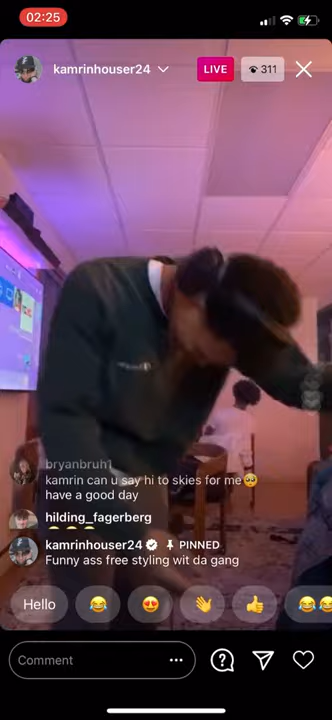 02:25
kamrinhouser24
LIVE
311
bryanbruh1
kamrin can u say hi to skies for me🥺
have a good day
hilding_fagerberg
kamrinhouser24 PINNED
Funny ass free styling wit da gang
Hello
Comment